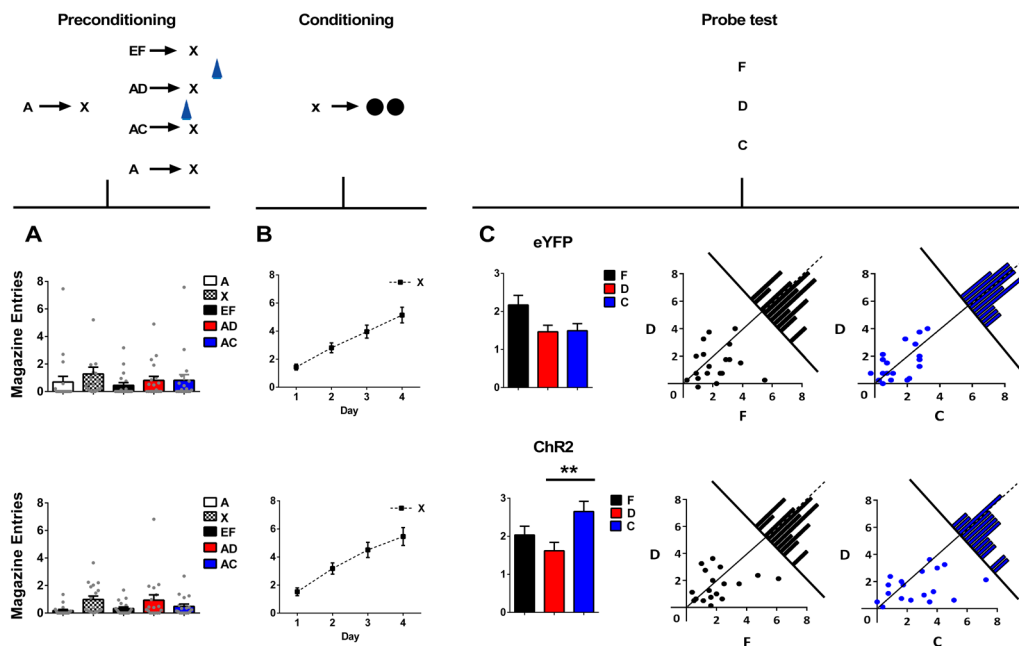 Preconditioning Conditioning Probe test
EF X
AD X
A X
AC X
A X
x
F
D
C
A
Magazine Entries
8
6
4
2
0
A
X
EF
AD
AC
B
8
6
4
2
0
1 2 3 4
Day
X
C
eYFP
3
2
1
0
F
D
C
D
8
6
4
2
0
0 2 4 6 8
F
D
8
6
4
2
0
0 2 4 6 8
C
Magazine Entries
8
6
4
2
0
A
X
EF
AD
AC
8
6
4
2
0
1 2 3 4
Day
X
ChR2
**
3
2
1
0
F
D
C
D
8
6
4
2
0
0 2 4 6 8
F
D
8
6
4
2
0
0 2 4 6 8
C